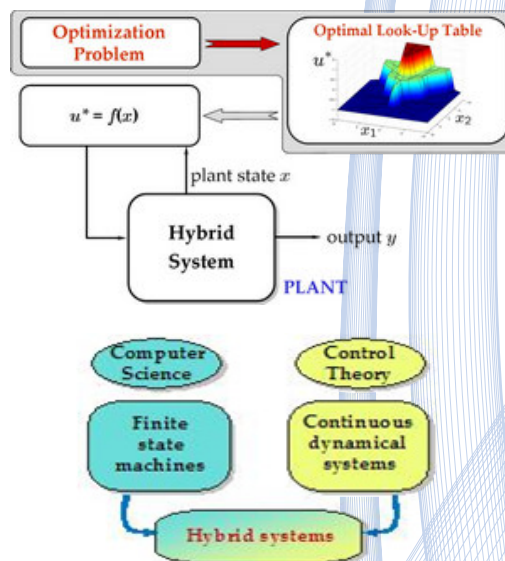 Optimization
Problem
Optimal Look-Up Table
u*
x₁
x₂
u* = f(x)
plant state x
Hybrid
System
output y
PLANT
Computer
Science
Control
Theory
Finite
state
machines
Continuous
dynamical
systems
Hybrid systems